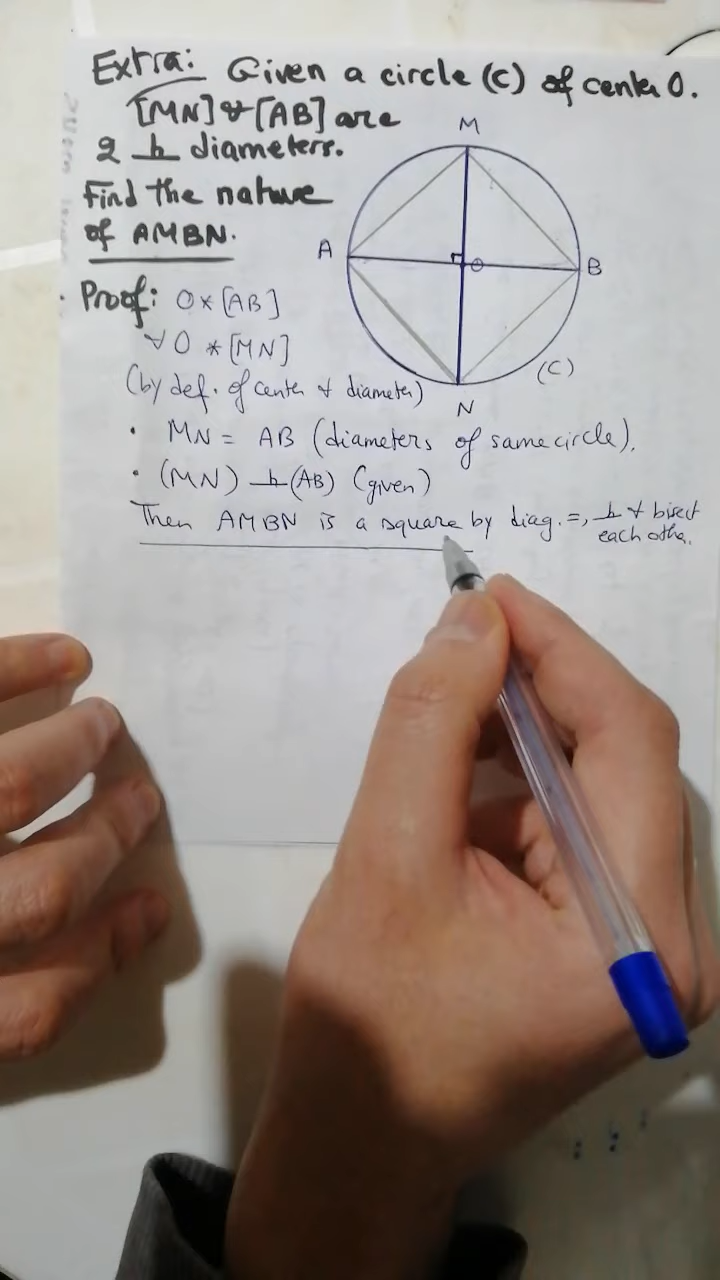 Extra: Given a circle (C) of center O.
[MN] & [AB] are
2 ⊥ diameters.
Find the nature
of AMBN.
M
A
O
B
N
(C)
. Proof: O * [AB]
& O * [MN]
(by def. of center & diameter)
• MN = AB (diameters of same circle).
• (MN) ⊥ (AB) (given)
Then AMBN is a square by diag. =, ⊥ & bisect
each other.